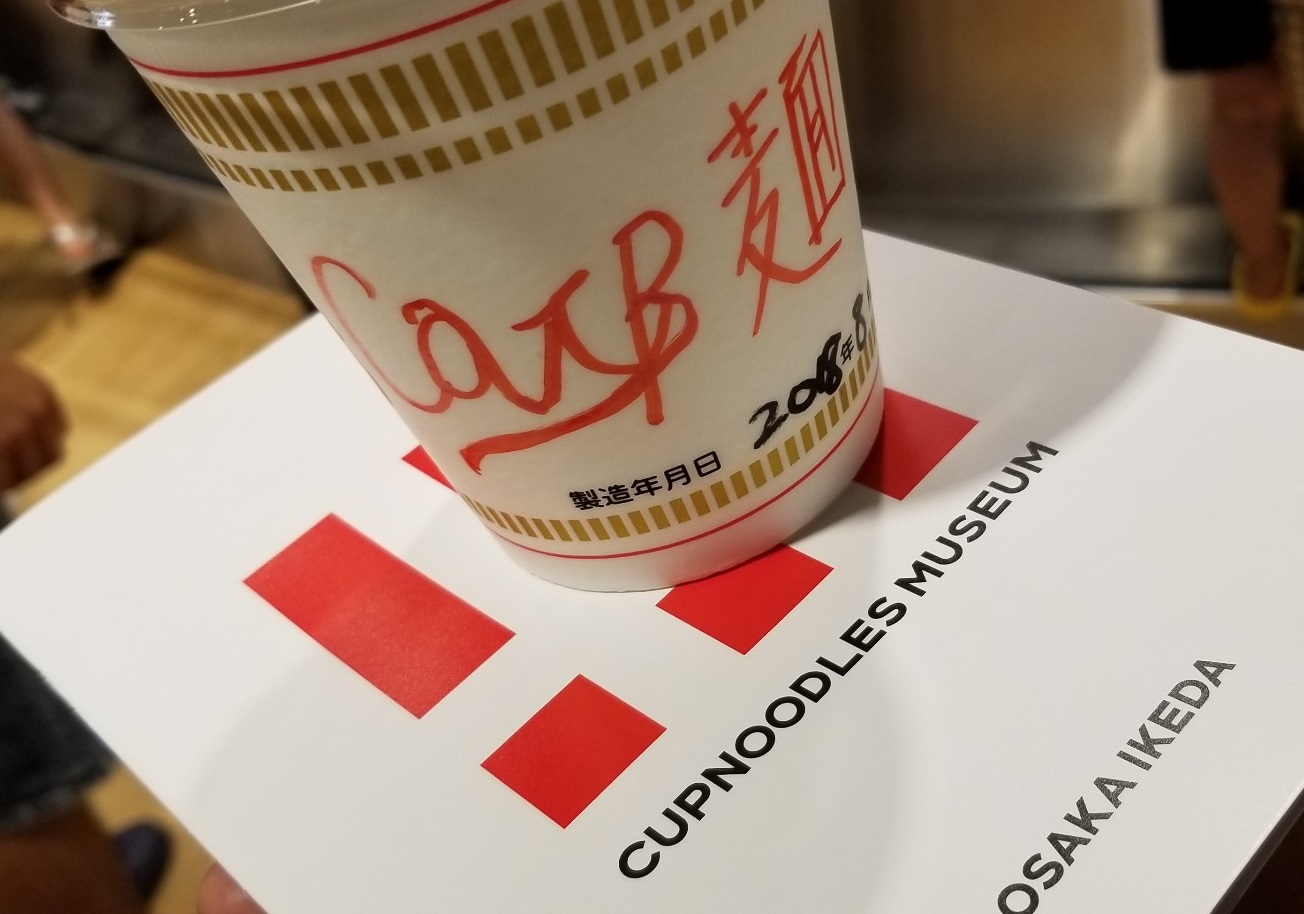 Carp 麺
製造年月日 2018年8
CUPNOODLES MUSEUM
OSAKA IKEDA